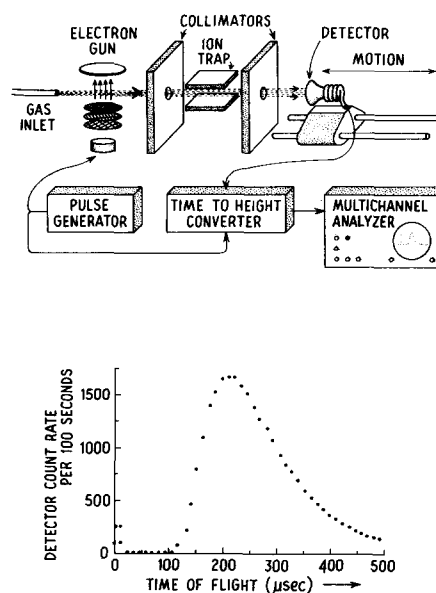 COLLIMATORS
ELECTRON
GUN
ION
TRAP
DETECTOR
MOTION
GAS
INLET
PULSE
GENERATOR
TIME TO HEIGHT
CONVERTER
MULTICHANNEL
ANALYZER
DETECTOR COUNT RATE
PER 100 SECONDS
1500
1000
500
0
0 100 200 300 400 500
TIME OF FLIGHT (μsec)